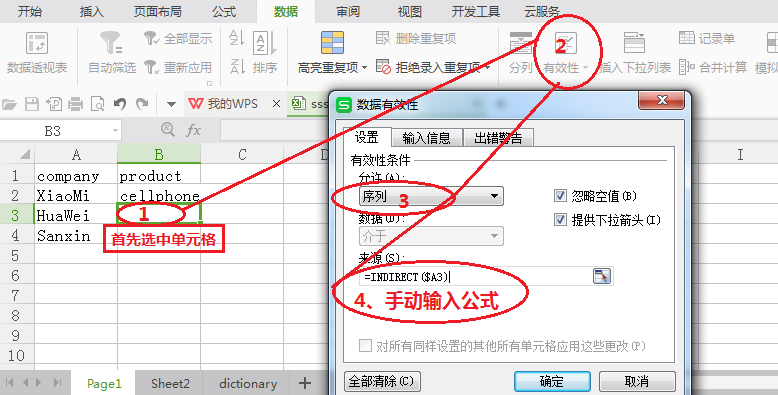 开始 插入 页面布局 公式 数据 审阅 视图 开发工具 云服务
数据透视表 自动筛选 全部显示 重新应用 排序 高亮重复项 删除重复项 拒绝录入重复项 分列 有效性 插入下拉列表 记录单 合并计算 模拟
2
我的WPS × sss
B3 fx
A B C D I
1 company product
2 XiaoMi cellphone
3 HuaWei
4 Sanxin
5
6
7
8
9
10
1
首先选中单元格
数据有效性
设置 输入信息 出错警告
有效性条件
允许(A):
序列 3
忽略空值(B)
数据(D):
提供下拉箭头(I)
介于
来源(S):
=INDIRECT($A3)
4、手动输入公式
对所有同样设置的其他所有单元格应用这些更改(P)
全部清除(C) 确定 取消
Page1 Sheet2 dictionary +